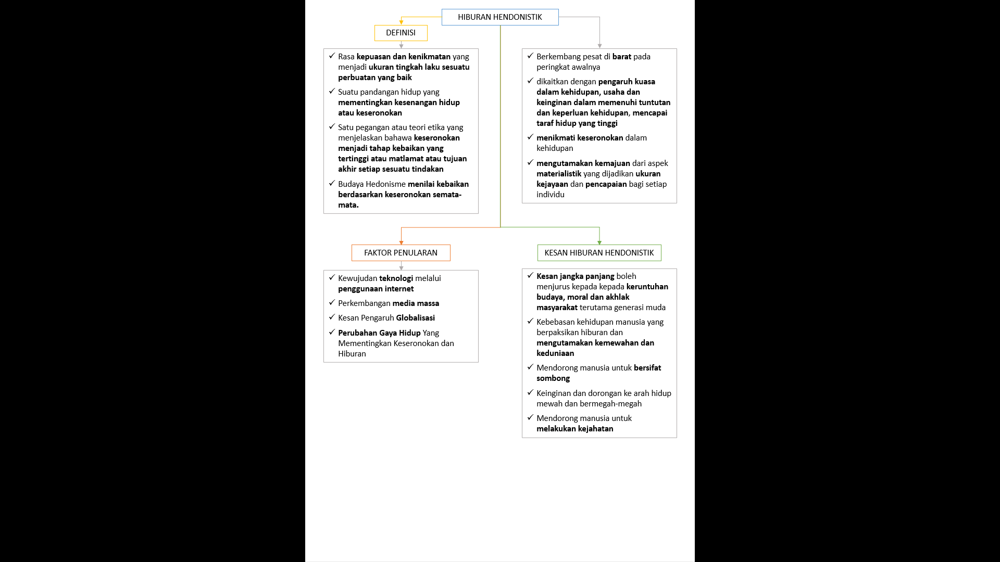 HIBURAN HENDONISTIK
DEFINISI
✓ Rasa kepuasan dan kenikmatan yang
menjadi ukuran tingkah laku sesuatu
perbuatan yang baik
✓ Suatu pandangan hidup yang
mementingkan kesenangan hidup
atau keseronokan
✓ Satu pegangan atau teori etika yang
menjelaskan bahawa keseronokan
menjadi tahap kebaikan yang
tertinggi atau matlamat atau tujuan
akhir setiap sesuatu tindakan
✓ Budaya Hedonisme menilai kebaikan
berdasarkan keseronokan semata-
mata.
✓ Berkembang pesat di barat pada
peringkat awalnya
✓ dikaitkan dengan pengaruh kuasa
dalam kehidupan, usaha dan
keinginan dalam memenuhi tuntutan
dan keperluan kehidupan, mencapai
taraf hidup yang tinggi
✓ menikmati keseronokan dalam
kehidupan
✓ mengutamakan kemajuan dari aspek
materialistik yang dijadikan ukuran
kejayaan dan pencapaian bagi setiap
individu
FAKTOR PENULARAN
✓ Kewujudan teknologi melalui
penggunaan internet
✓ Perkembangan media massa
✓ Kesan Pengaruh Globalisasi
✓ Perubahan Gaya Hidup Yang
Mementingkan Keseronokan dan
Hiburan
KESAN HIBURAN HENDONISTIK
✓ Kesan jangka panjang boleh
menjurus kepada kepada keruntuhan
budaya, moral dan akhlak
masyarakat terutama generasi muda
✓ Kebebasan kehidupan manusia yang
berpaksikan hiburan dan
mengutamakan kemewahan dan
keduniaan
✓ Mendorong manusia untuk bersifat
sombong
✓ Keinginan dan dorongan ke arah hidup
mewah dan bermegah-megah
✓ Mendorong manusia untuk
melakukan kejahatan